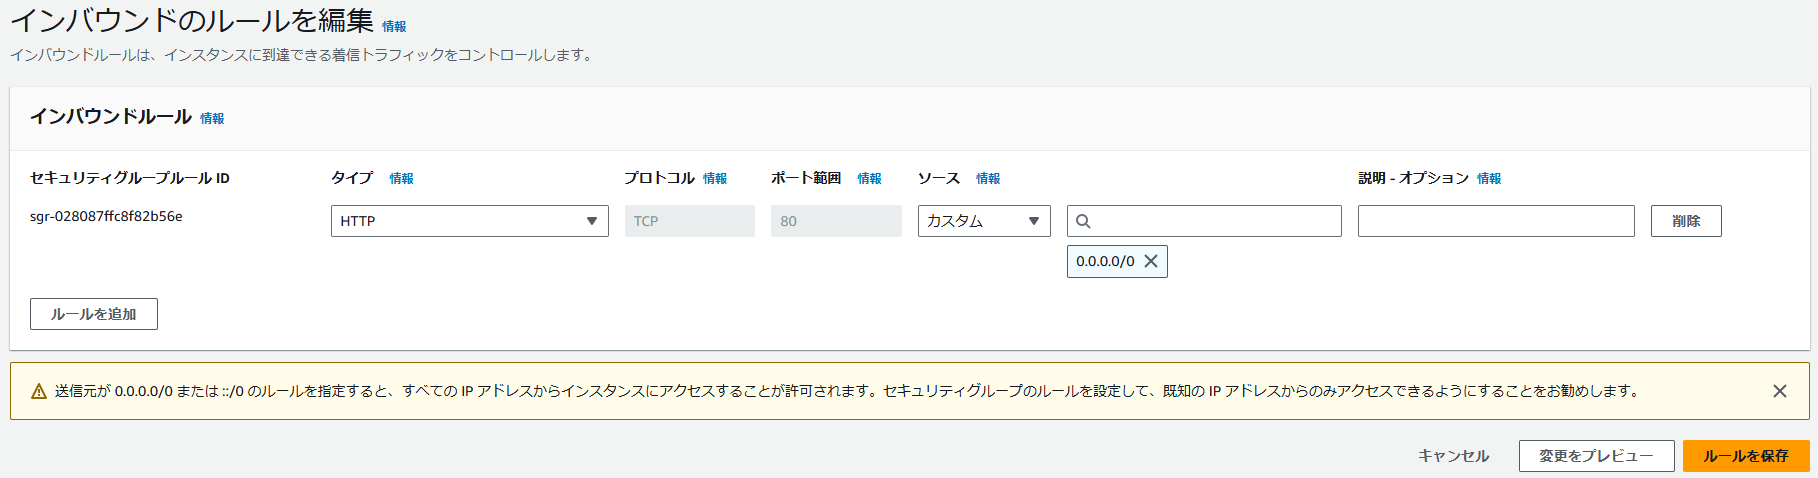 インバウンドのルールを編集 情報
インバウンドルールは、インスタンスに到達できる着信トラフィックをコントロールします。
インバウンドルール 情報
セキュリティグループルール ID タイプ 情報 プロトコル 情報 ポート範囲 情報 ソース 情報 説明 - オプション 情報
sgr-028087ffc8f82b56e HTTP TCP 80 カスタム 削除
0.0.0.0/0
ルールを追加
送信元が 0.0.0.0/0 または ::/0 のルールを指定すると、すべての IP アドレスからインスタンスにアクセスすることが許可されます。セキュリティグループのルールを設定して、既知の IP アドレスからのみアクセスできるようにすることをお勧めします。
キャンセル 変更をプレビュー ルールを保存